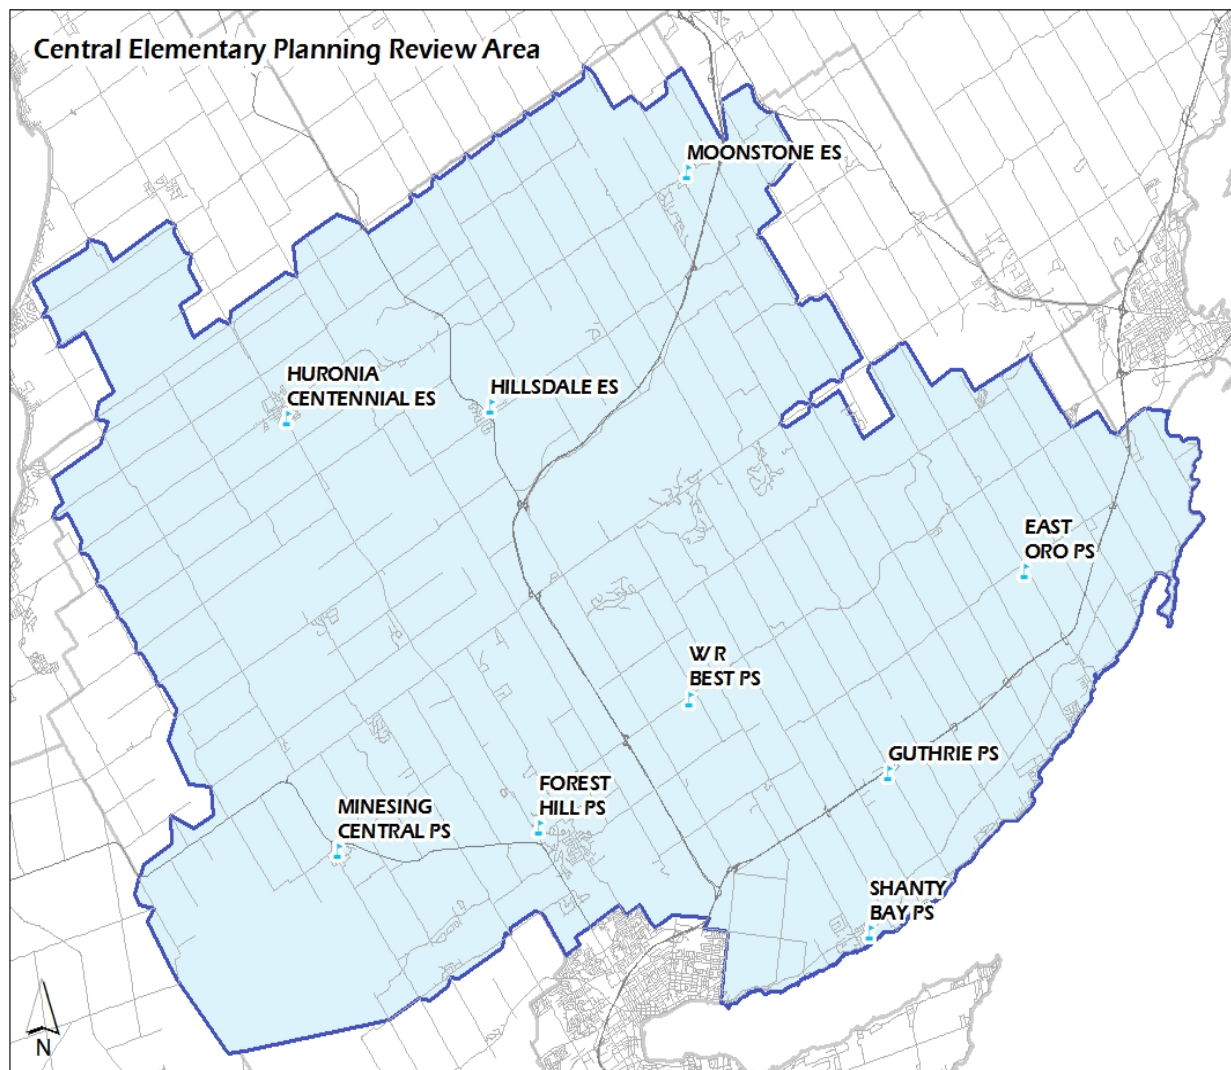 Central Elementary Planning Review Area
MOONSTONE ES
HURONIA
CENTENNIAL ES
HILLSDALE ES
EAST
ORO PS
W R
BEST PS
GUTHRIE PS
FOREST
HILL PS
MINESING
CENTRAL PS
SHANTY
BAY PS
N